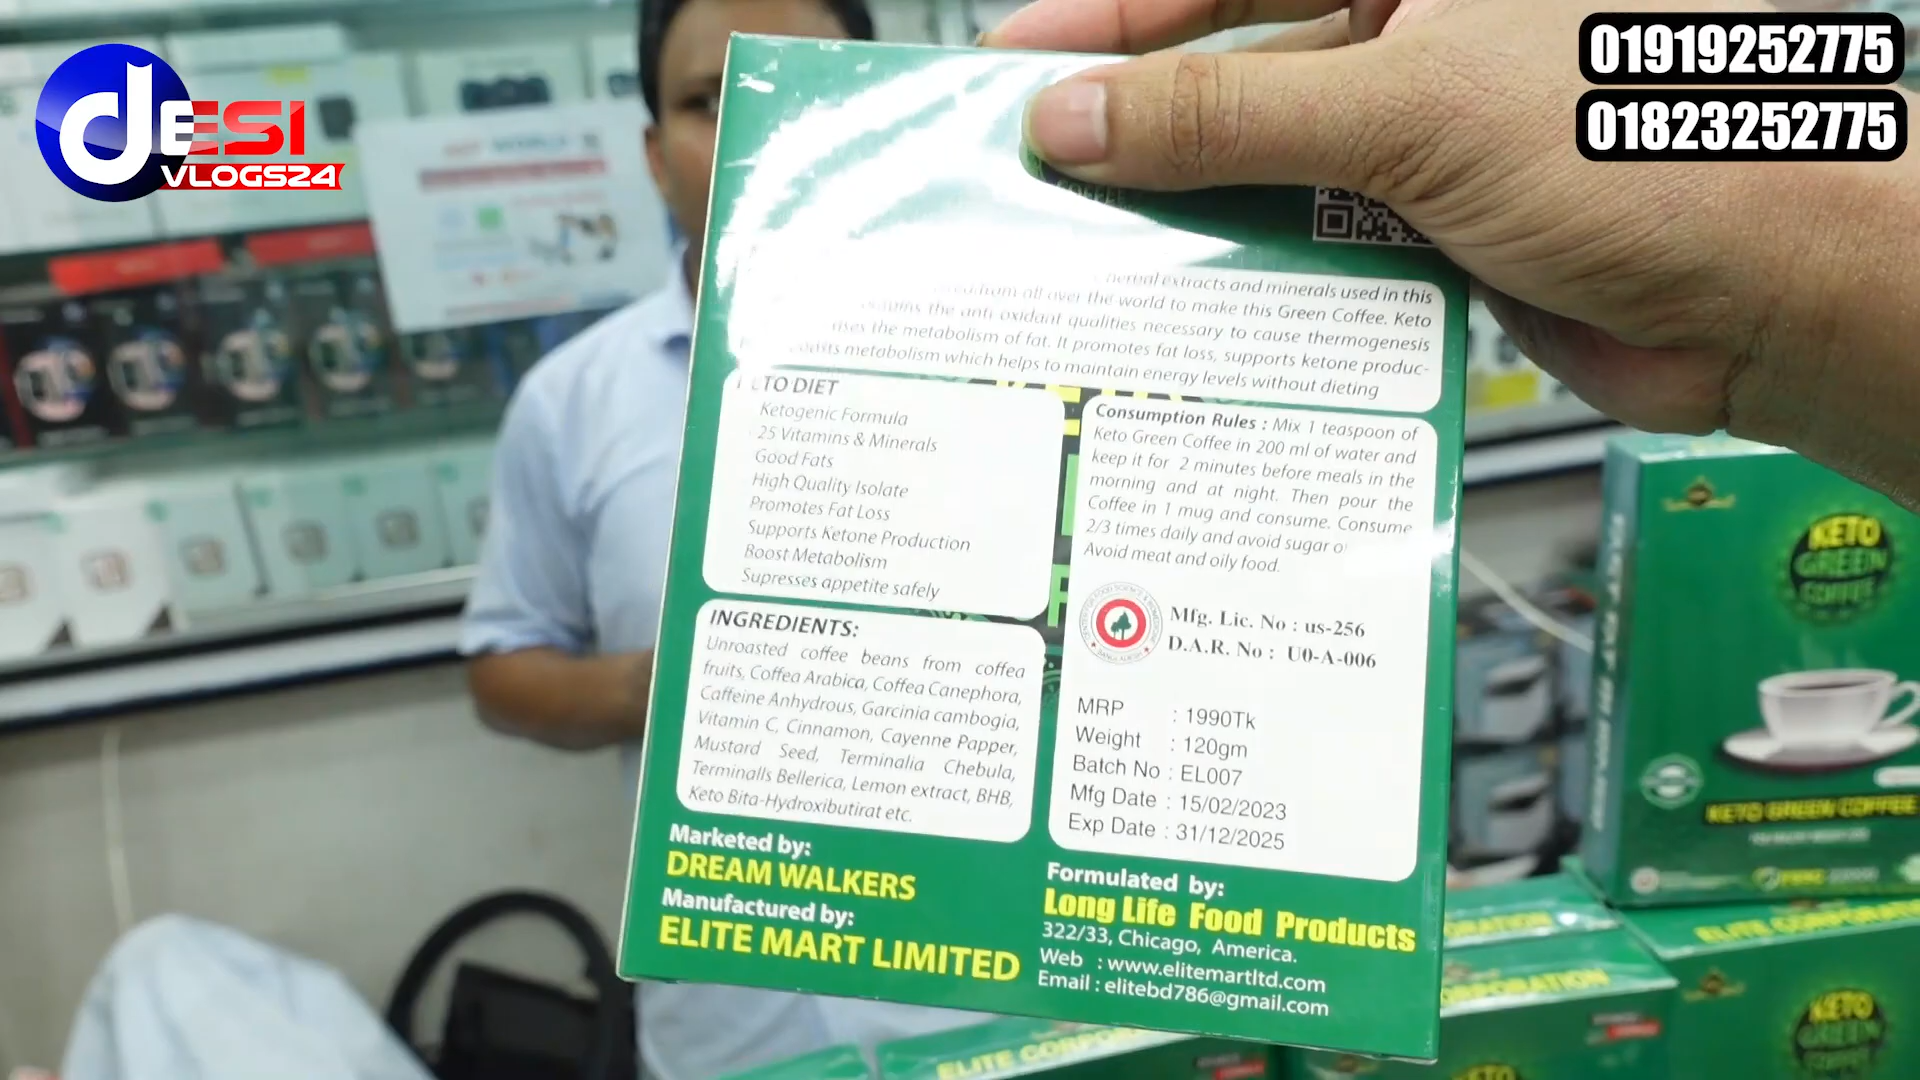 dESI
VLOGS24
01919252775
01823252775
herbal extracts and minerals used in this
from all over the world to make this Green Coffee. Keto
the anti oxidant qualities necessary to cause thermogenesis
the metabolism of fat. It promotes fat loss, supports ketone produc-
metabolism which helps to maintain energy levels without dieting
KETO DIET
Ketogenic Formula
25 Vitamins & Minerals
Good Fats
High Quality Isolate
Promotes Fat Loss
Supports Ketone Production
Boost Metabolism
Supresses appetite safely
INGREDIENTS:
Unroasted coffee beans from coffea
fruits, Coffea Arabica, Coffea Canephora,
Caffeine Anhydrous, Garcinia cambogia,
Vitamin C, Cinnamon, Cayenne Papper,
Mustard Seed, Terminalia Chebula,
Terminalls Bellerica, Lemon extract, BHB,
Keto Bita-Hydroxibutirat etc.
Marketed by:
DREAM WALKERS
Manufactured by:
ELITE MART LIMITED
Consumption Rules : Mix 1 teaspoon of
Keto Green Coffee in 200 ml of water and
keep it for 2 minutes before meals in the
morning and at night. Then pour the
Coffee in 1 mug and consume. Consume
2/3 times daily and avoid sugar
Avoid meat and oily food.
Mfg. Lic. No : us-256
D.A.R. No : U0-A-006
MRP : 1990Tk
Weight : 120gm
Batch No : EL007
Mfg Date : 15/02/2023
Exp Date : 31/12/2025
Formulated by:
Long Life Food Products
322/33, Chicago, America.
Web : www.elitemartltd.com
Email : elitebd786@gmail.com
KETO
GREEN
COFFEE
KETO GREEN COFFEE
ELITE CORPORATION
KETO
GREEN
COFFEE